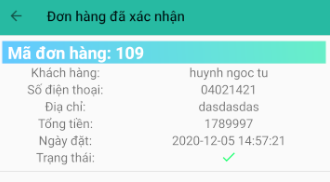 Đơn hàng đã xác nhận
Mã đơn hàng: 109
Khách hàng: huynh ngoc tu
Số điện thoại: 04021421
Địa chỉ: dasdasdas
Tổng tiền: 1789997
Ngày đặt: 2020-12-05 14:57:21
Trạng thái: